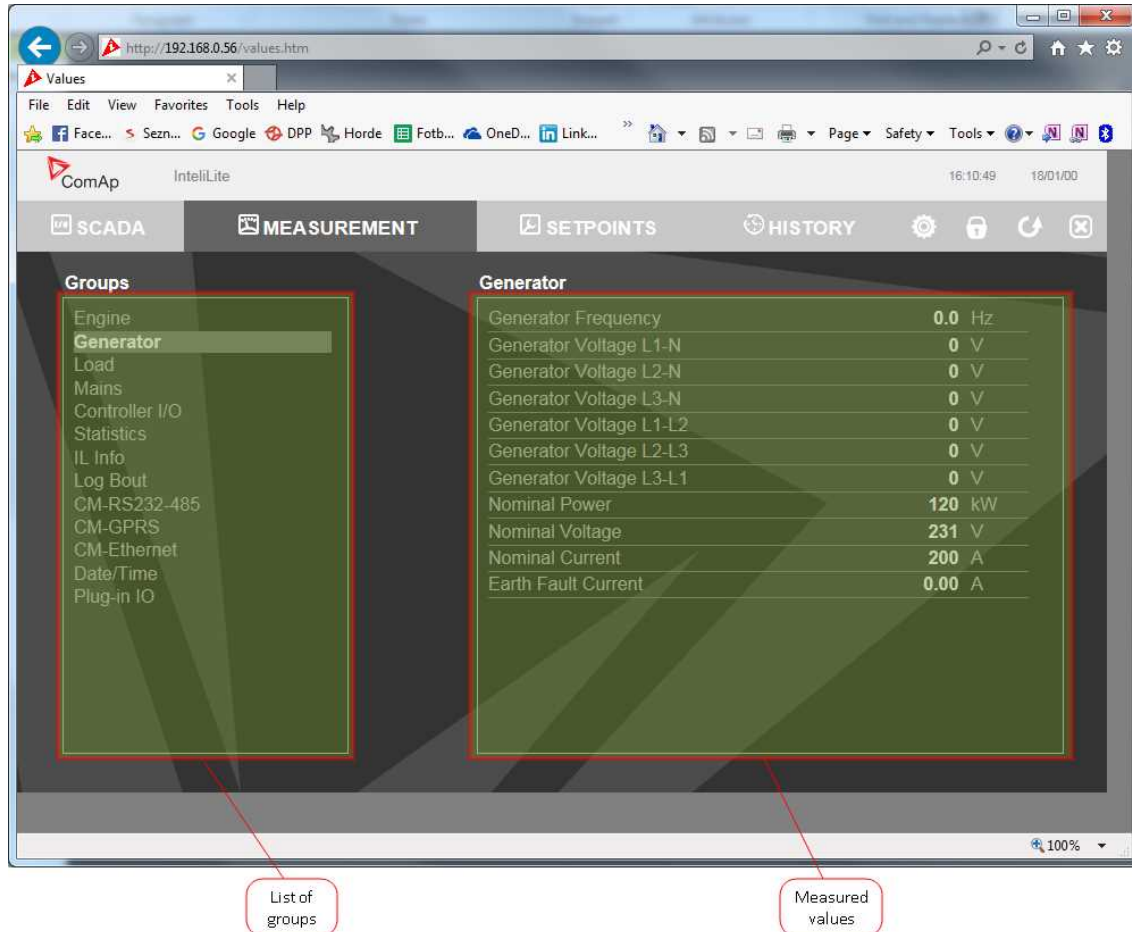 http://192.168.0.56/values.htm
Values
File Edit View Favorites Tools Help
Face... Sezn... Google DPP Horde Fotb... OneD... Link... Page Safety Tools
ComAp InteliLite 16:10:49 18/01/00
SCADA MEASUREMENT SETPOINTS HISTORY
Groups
Engine
Generator
Load
Mains
Controller I/O
Statistics
IL Info
Log Bout
CM-RS232-485
CM-GPRS
CM-Ethernet
Date/Time
Plug-in IO
Generator
Generator Frequency 0.0 Hz
Generator Voltage L1-N 0 V
Generator Voltage L2-N 0 V
Generator Voltage L3-N 0 V
Generator Voltage L1-L2 0 V
Generator Voltage L2-L3 0 V
Generator Voltage L3-L1 0 V
Nominal Power 120 kW
Nominal Voltage 231 V
Nominal Current 200 A
Earth Fault Current 0.00 A
100%
List of
groups
Measured
values